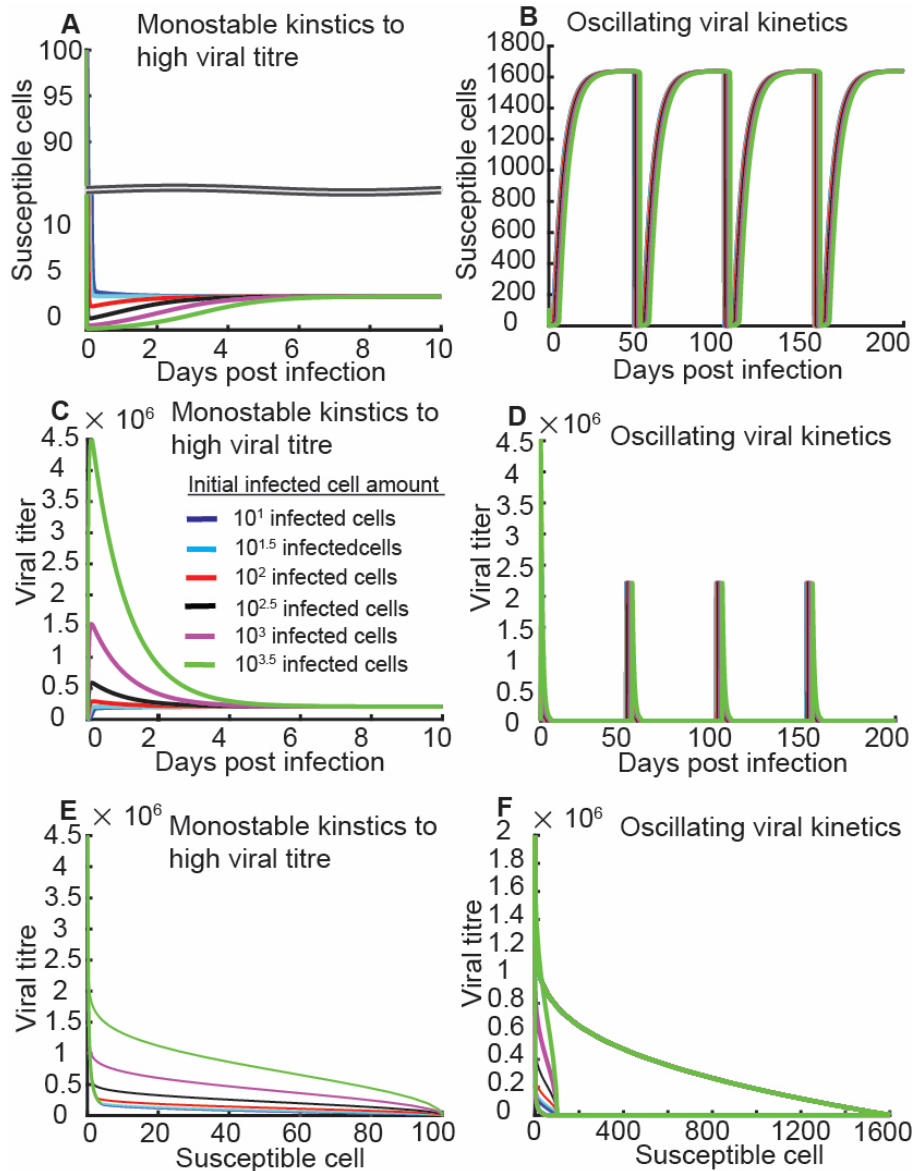 A Monostable kinstics to
high viral titre
Susceptible cells
100
95
90
10
5
0
0 2 4 6 8 10
Days post infection
B Oscillating viral kinetics
Susceptible cells
1800
1600
1400
1200
1000
800
600
400
200
0
0 50 100 150 200
Days post infection
C × 10⁶ Monostable kinstics to
high viral titre
Viral titer
4.5
4
3.5
3
2.5
2
1.5
1
0.5
0
Initial infected cell amount
10¹ infected cells
10¹·⁵ infectedcells
10² infected cells
10²·⁵ infected cells
10³ infected cells
10³·⁵ infected cells
0 2 4 6 8 10
Days post infection
D × 10⁶ Oscillating viral kinetics
Viral titer
4.5
4
3.5
3
2.5
2
1.5
1
0.5
0
0 50 100 150 200
Days post infection
E × 10⁶ Monostable kinstics to
high viral titre
Viral titre
4.5
4
3.5
3
2.5
2
1.5
1
0.5
0
0 20 40 60 80 100
Susceptible cell
F × 10⁶ Oscillating viral kinetics
Viral titre
2
1.8
1.6
1.4
1.2
1
0.8
0.6
0.4
0.2
0
0 400 800 1200 1600
Susceptible cell